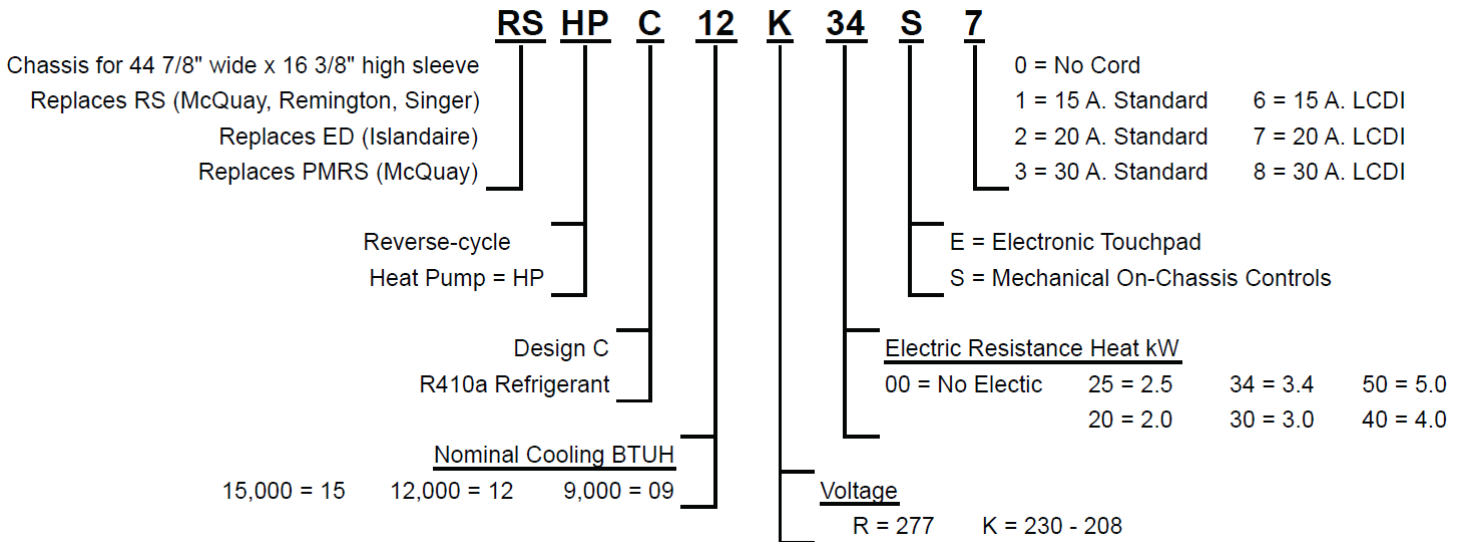 RS HP C 12 K 34 S 7
Chassis for 44 7/8" wide x 16 3/8" high sleeve
Replaces RS (McQuay, Remington, Singer)
Replaces ED (Islandaire)
Replaces PMRS (McQuay)
0 = No Cord
1 = 15 A. Standard 6 = 15 A. LCDI
2 = 20 A. Standard 7 = 20 A. LCDI
3 = 30 A. Standard 8 = 30 A. LCDI
Reverse-cycle
Heat Pump = HP
E = Electronic Touchpad
S = Mechanical On-Chassis Controls
Design C
R410a Refrigerant
Electric Resistance Heat kW
00 = No Electic 25 = 2.5 34 = 3.4 50 = 5.0
20 = 2.0 30 = 3.0 40 = 4.0
Nominal Cooling BTUH
15,000 = 15 12,000 = 12 9,000 = 09
Voltage
R = 277 K = 230 - 208